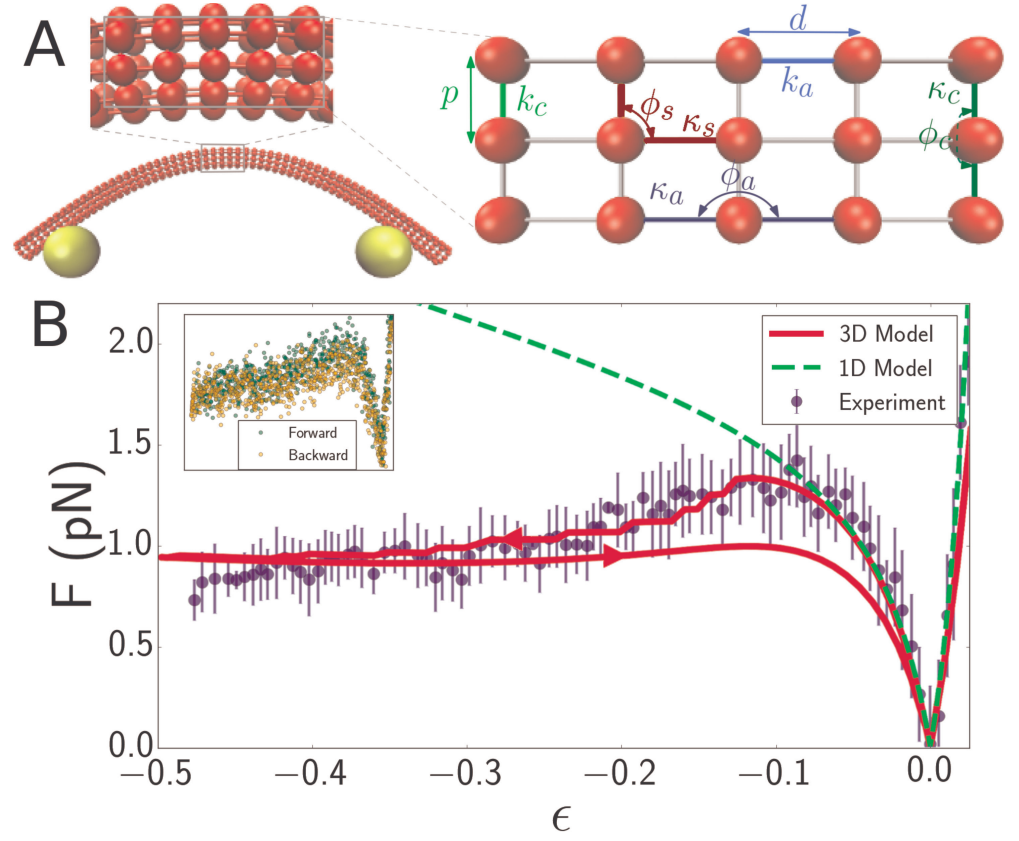 A
d
p
k_c
ϕ_s
κ_s
k_a
κ_c
ϕ_c
κ_a
ϕ_a
B
F (pN)
2.0
1.5
1.0
0.5
0.0
Forward
Backward
3D Model
1D Model
Experiment
−0.5 −0.4 −0.3 −0.2 −0.1 0.0
ϵ